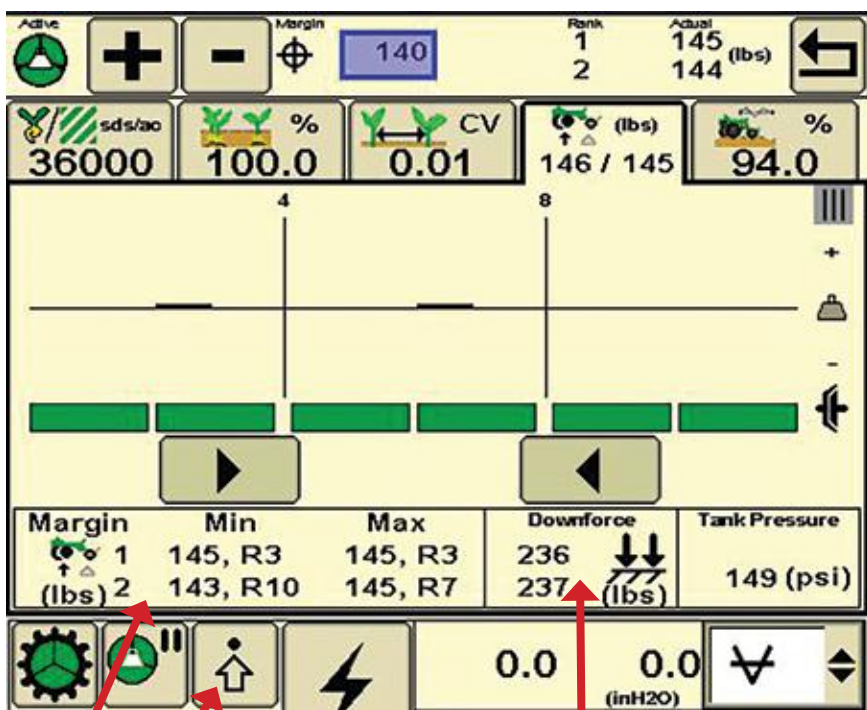 Active Margin 140 Rank Actual
1 145 (lbs)
2 144
sds/ac % CV (lbs) %
36000 100.0 0.01 146 / 145 94.0
4 8
+
-
Margin Min Max Downforce Tank Pressure
1 145, R3 145, R3 236
(lbs) 2 143, R10 145, R7 237 (lbs) 149 (psi)
0.0 0.0
(inH2O)